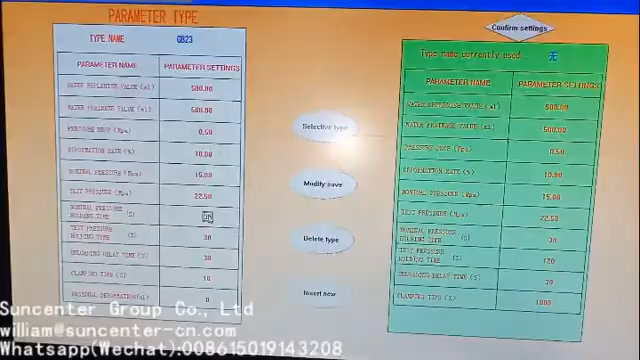 PARAMETER TYPE
TYPE NAME GB23
PARAMETER NAME PARAMETER SETTINGS
WATER REPLENISH VALUE (ml) 500.00
WATER DRAINAGE VALUE (ml) 500.00
PRESSURE DROP (Mpa) 0.50
DEFORMATION RATE (%) 10.00
NOMINAL PRESSURE (Mpa) 15.00
TEST PRESSURE (Mpa) 22.50
NOMINAL PRESSURE HOLDING TIME (S)
TEST PRESSURE HOLDING TIME (S) 30
UNLOADING DELAY TIME (S) 30
CLAMPING TIME (S) 10
RESIDUAL DEFORMATION(ml) 0
Selective type
Modify save
Delete type
Insert new
Confirm settings
Type name currently used : 无
PARAMETER NAME PARAMETER SETTINGS
WATER REPLENISH VALUE (ml) 500.00
WATER DRAINAGE VALUE (ml) 500.00
PRESSURE DROP (Mpa) 0.50
DEFORMATION RATE (%) 10.00
NOMINAL PRESSURE (Mpa) 15.00
TEST PRESSURE (Mpa) 22.50
NOMINAL PRESSURE HOLDING TIME (S) 30
TEST PRESSURE HOLDING TIME (S) 120
UNLOADING DELAY TIME (S) 30
CLAMPING TIME (S)
Suncenter Group Co., Ltd
william@suncenter-cn.com
Whatsapp(Wechat):008615019143208